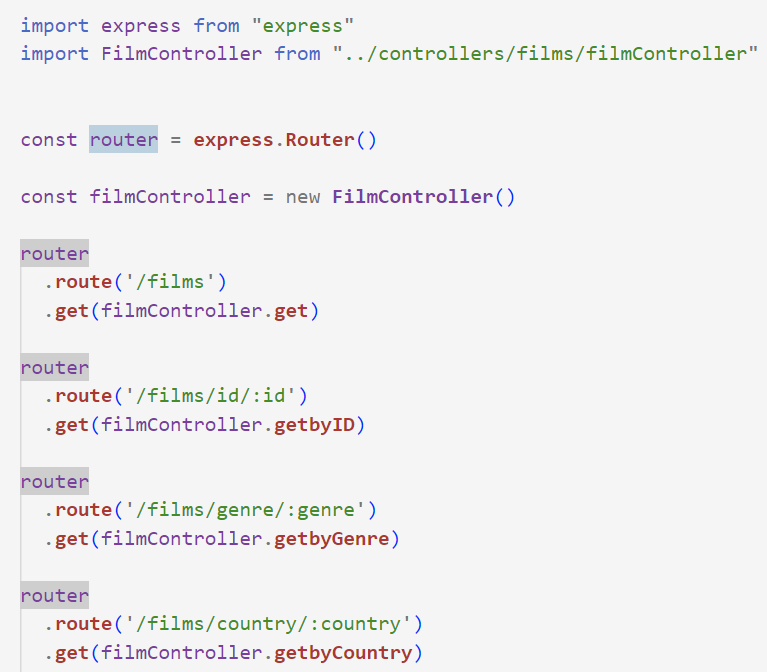 import express from "express"
import FilmController from "../controllers/films/filmController"
const router = express.Router()
const filmController = new FilmController()
router
.route('/films')
.get(filmController.get)
router
.route('/films/id/:id')
.get(filmController.getbyID)
router
.route('/films/genre/:genre')
.get(filmController.getbyGenre)
router
.route('/films/country/:country')
.get(filmController.getbyCountry)